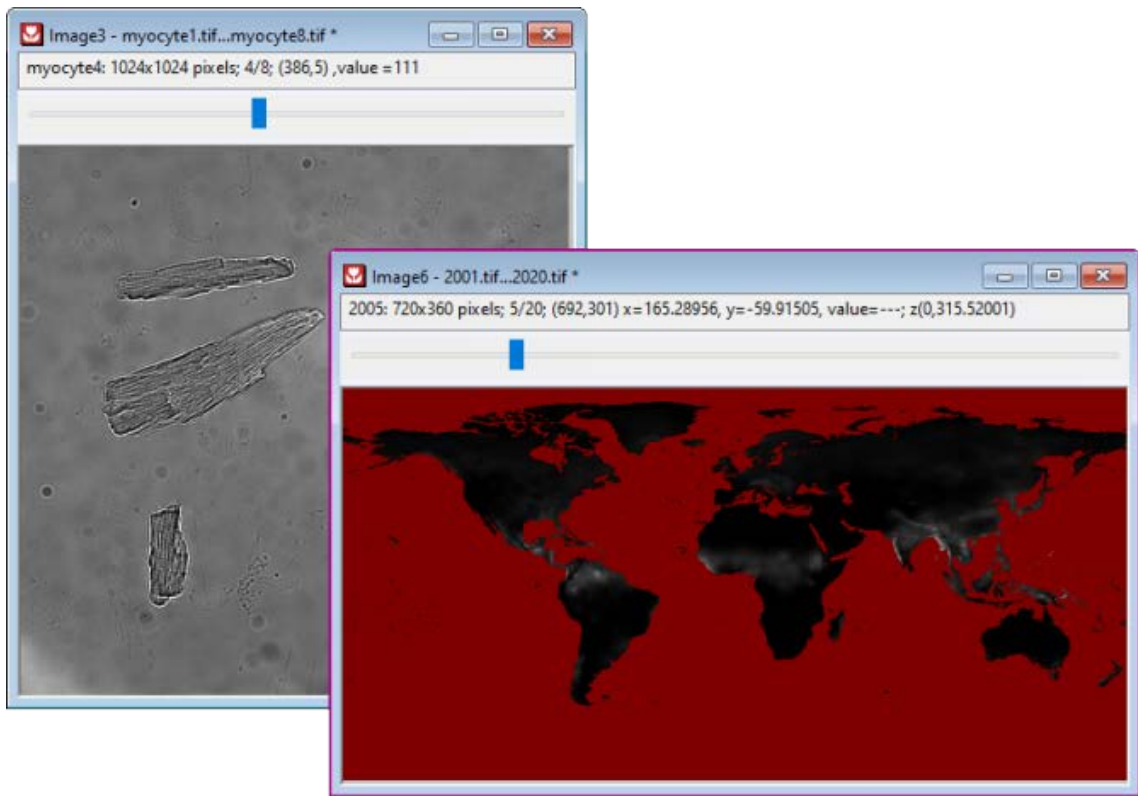 Image3 - myocyte1.tif...myocyte8.tif *
myocyte4: 1024x1024 pixels; 4/8; (386,5) ,value =111
Image6 - 2001.tif...2020.tif *
2005: 720x360 pixels; 5/20; (692,301) x=165.28956, y=-59.91505, value=---; z(0,315.52001)